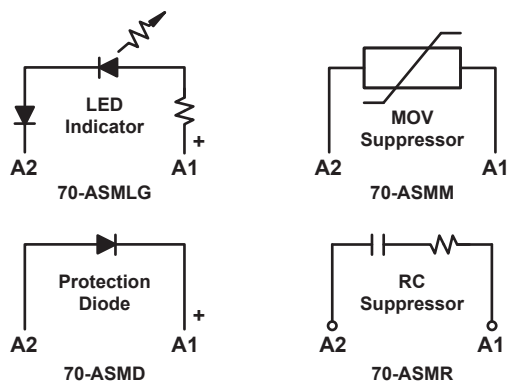 LED
Indicator
+
A2
A1
70-ASMLG
MOV
Suppressor
A2
A1
70-ASMM
Protection
Diode
+
A2
A1
70-ASMD
RC
Suppressor
A2
A1
70-ASMR